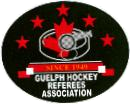 SINCE 1949
GUELPH HOCKEY
REFEREES
ASSOCIATION